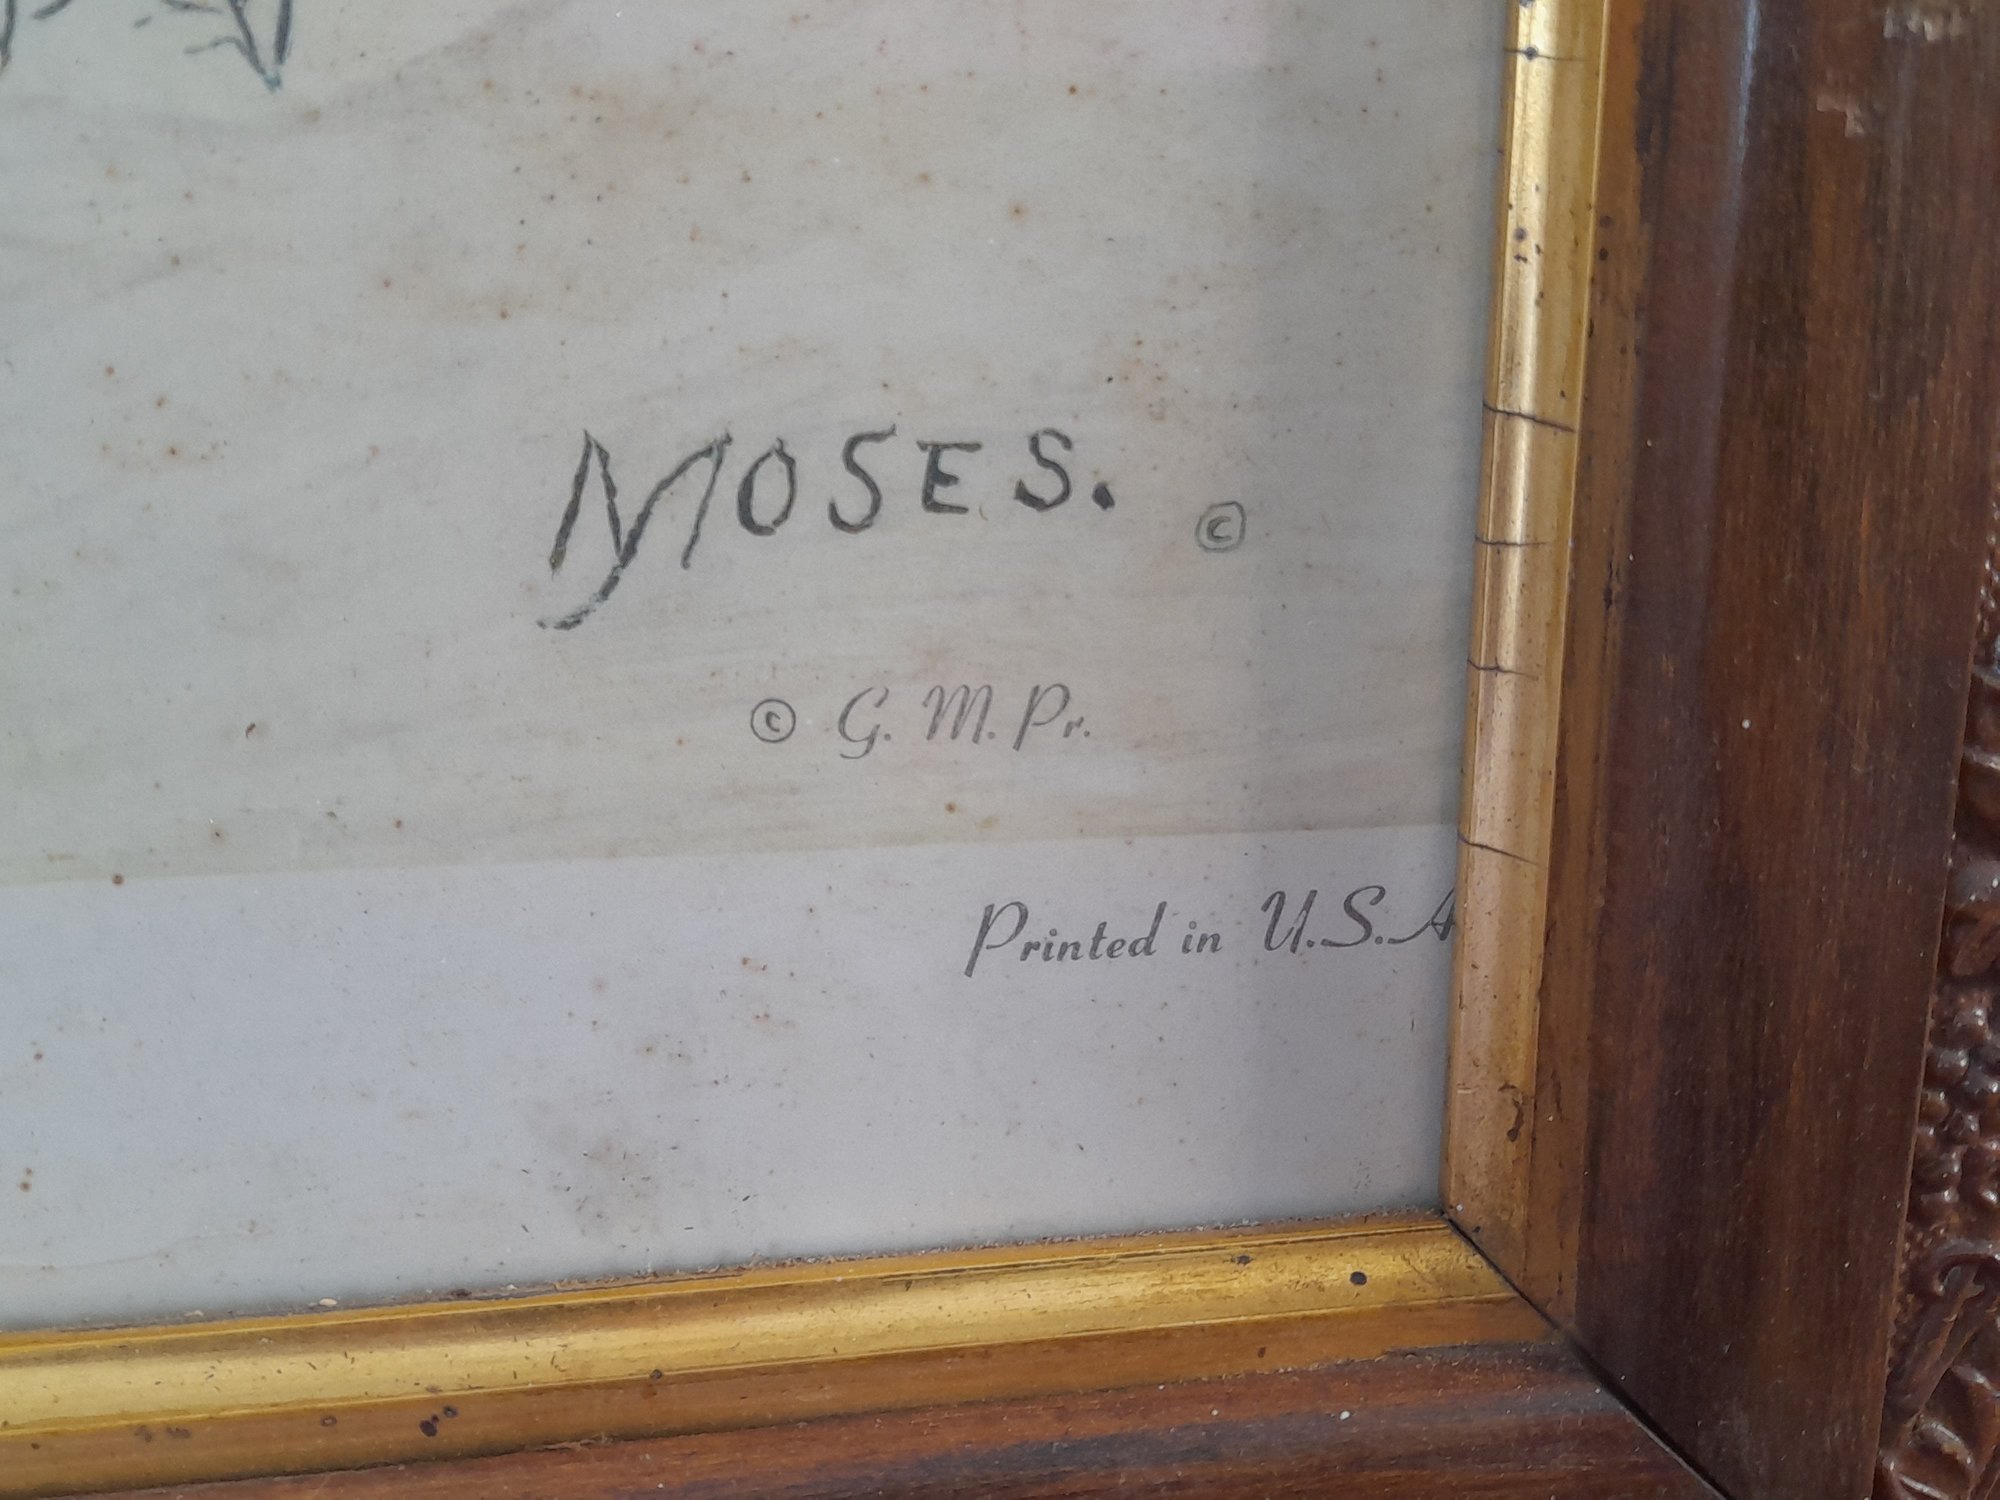 MOSES. ©
© G. M. Pr.
Printed in U.S.A